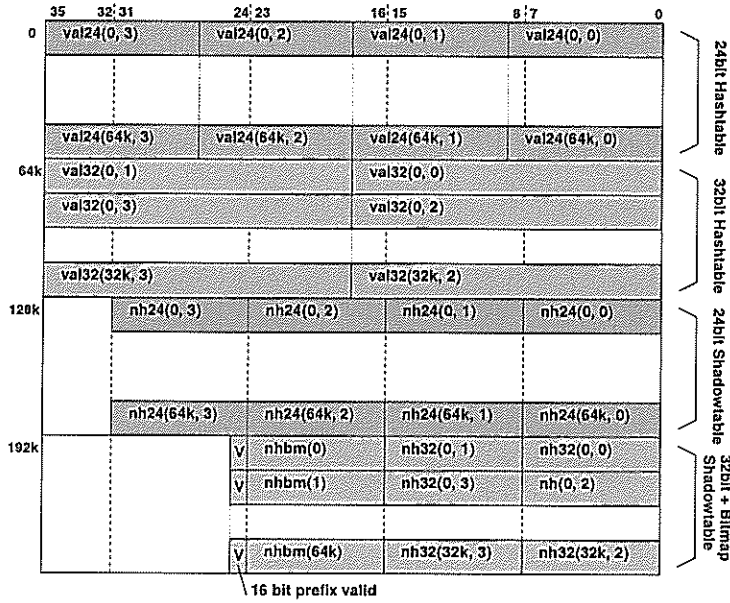 35 32 31 24 23 16 15 8 7 0
0 val24(0, 3) val24(0, 2) val24(0, 1) val24(0, 0)
val24(64k, 3) val24(64k, 2) val24(64k, 1) val24(64k, 0)
24bit Hashtable
64k val32(0, 1) val32(0, 0)
val32(0, 3) val32(0, 2)
val32(32k, 3) val32(32k, 2)
32bit Hashtable
128k nh24(0, 3) nh24(0, 2) nh24(0, 1) nh24(0, 0)
nh24(64k, 3) nh24(64k, 2) nh24(64k, 1) nh24(64k, 0)
24bit Shadowtable
192k V nhbm(0) nh32(0, 1) nh32(0, 0)
V nhbm(1) nh32(0, 3) nh(0, 2)
V nhbm(64k) nh32(32k, 3) nh32(32k, 2)
32bit + Bitmap
Shadowtable
16 bit prefix valid